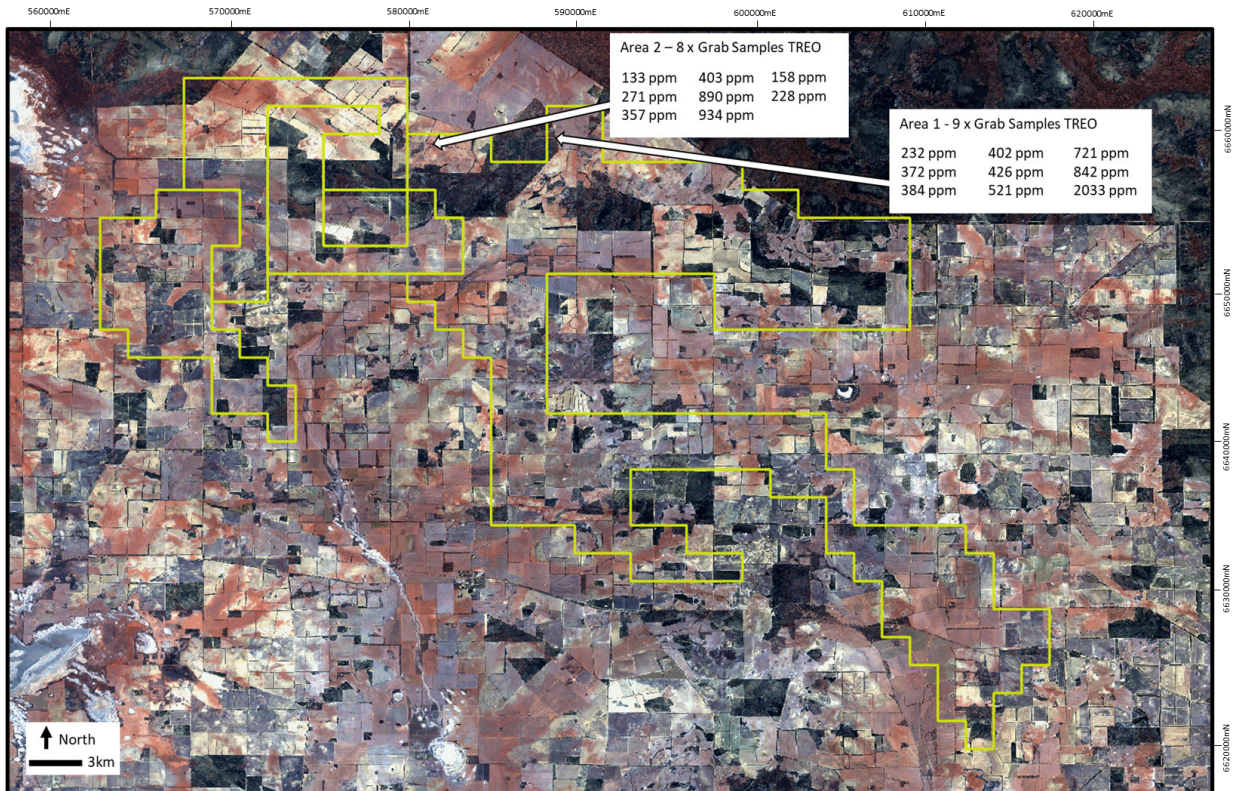 560000mE 570000mE 580000mE 590000mE 600000mE 610000mE 620000mE
Area 2 – 8 x Grab Samples TREO
133 ppm 403 ppm 158 ppm
271 ppm 890 ppm 228 ppm
357 ppm 934 ppm
Area 1 - 9 x Grab Samples TREO
232 ppm 402 ppm 721 ppm
372 ppm 426 ppm 842 ppm
384 ppm 521 ppm 2033 ppm
6660000mN
6650000mN
6640000mN
6630000mN
6620000mN
North
3km